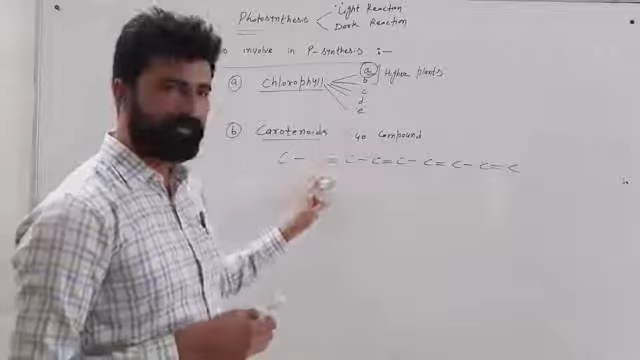 Photosynthesis
Light Reaction
Dark Reaction
involve in P-synthesis :-
(a) Chlorophyll
a
b
c
d
e
Higher plants
(b) Carotenoids 40 Compound
C - = C - C = C - C = C - C = C